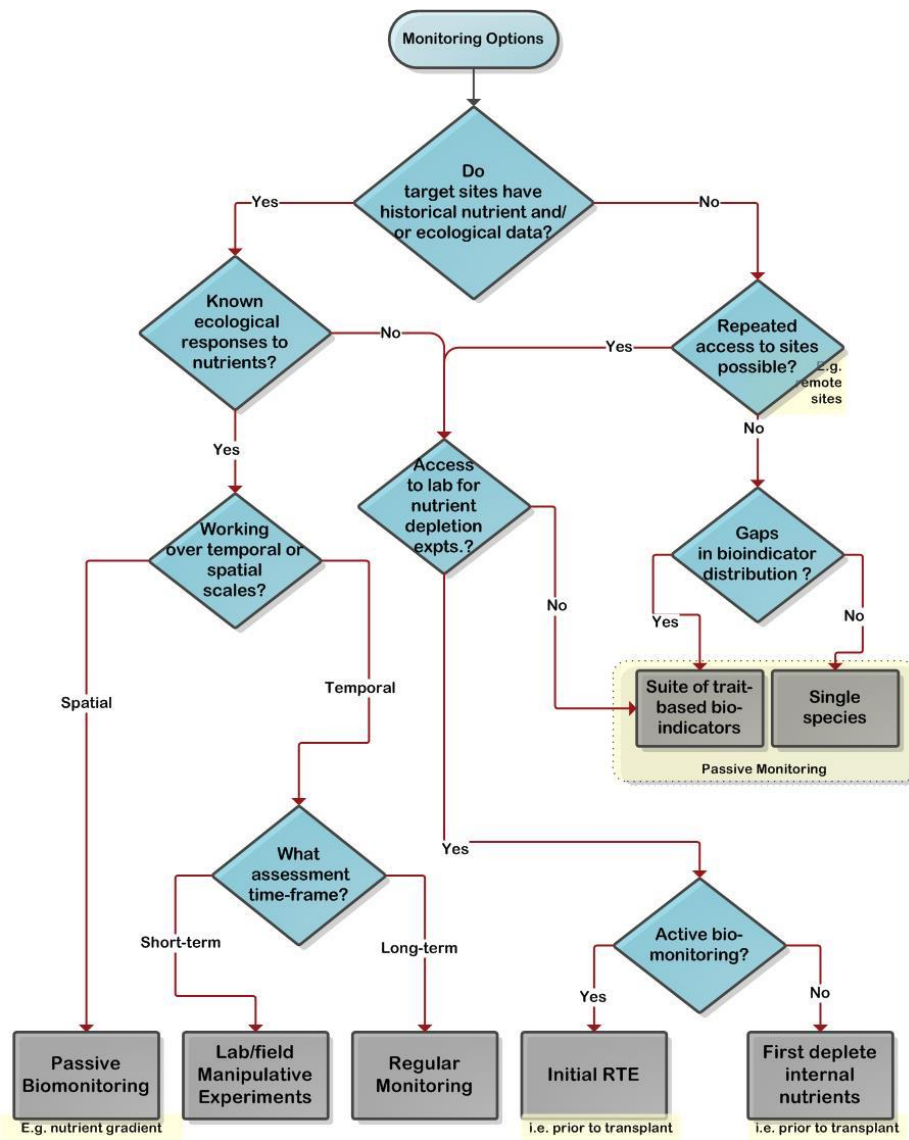 Monitoring Options
Do
target sites have
historical nutrient and/
or ecological data?
Yes
No
Known
ecological
responses to
nutrients?
No
Yes
Repeated
access to sites
possible?
E.g.
remote
sites
Yes
No
Access
to lab for
nutrient
depletion
expts.?
Working
over temporal or
spatial
scales?
Gaps
in bioindicator
distribution ?
No
Yes
No
Spatial
Temporal
Suite of trait-
based bio-
indicators
Single
species
Passive Monitoring
What
assessment
time-frame?
Yes
Short-term
Long-term
Active bio-
monitoring?
Yes
No
Passive
Biomonitoring
Lab/field
Manipulative
Experiments
Regular
Monitoring
Initial RTE
First deplete
internal
nutrients
E.g. nutrient gradient
i.e. prior to transplant
i.e. prior to transplant